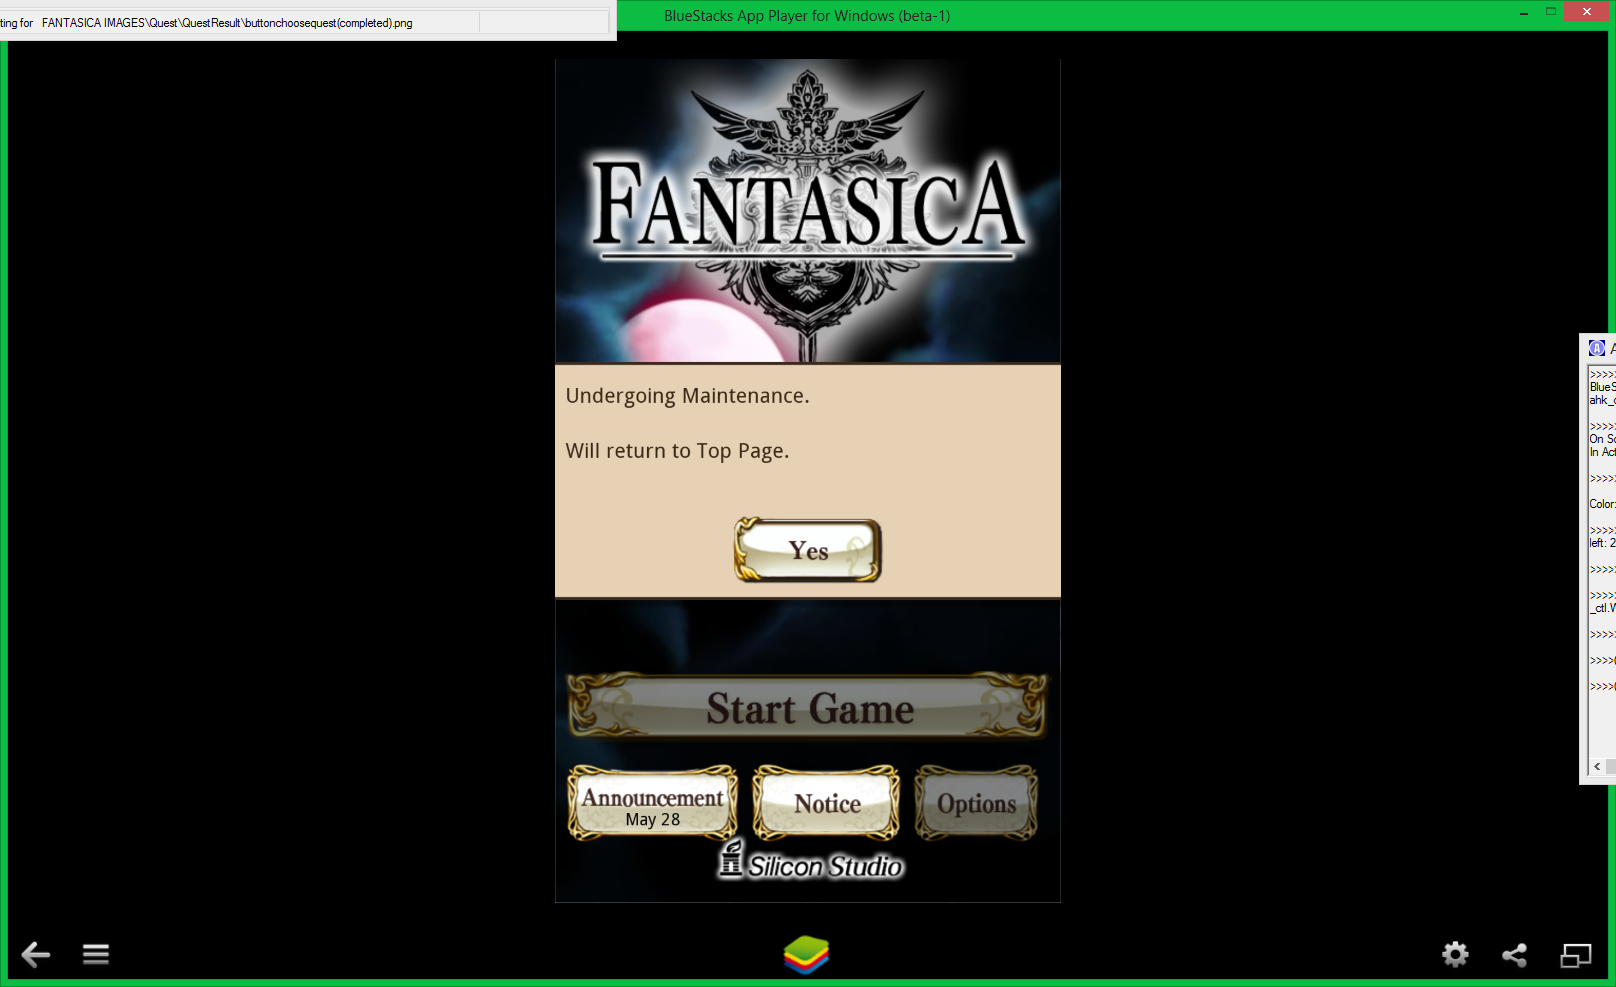 ting for FANTASICA IMAGES\Quest\QuestResult\buttonchoosequest(completed).png
BlueStacks App Player for Windows (beta-1)
FANTASICA
Undergoing Maintenance.
Will return to Top Page.
Yes
Start Game
Announcement
May 28
Notice
Options
Silicon Studio
A
>>>>>
BlueS
ahk_c
>>>>>
On Sc
In Act
>>>>>
Color:
>>>>>
left: 2
>>>>>
>>>>>
_ctl.W
>>>>>
>>>>(
>>>>(